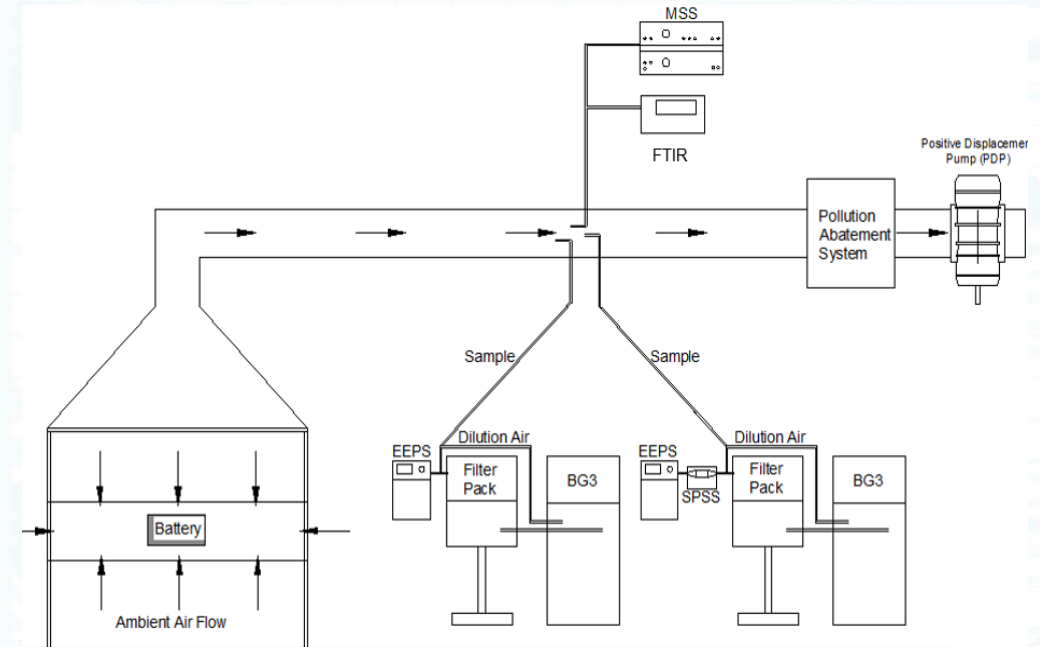 MSS
FTIR
Positive Displacemer
Pump (PDP)
Pollution
Abatement
System
Sample
Sample
EEPS
Dilution Air
Filter
Pack
BG3
EEPS
SPSS
Dilution Air
Filter
Pack
BG3
Battery
Ambient Air Flow